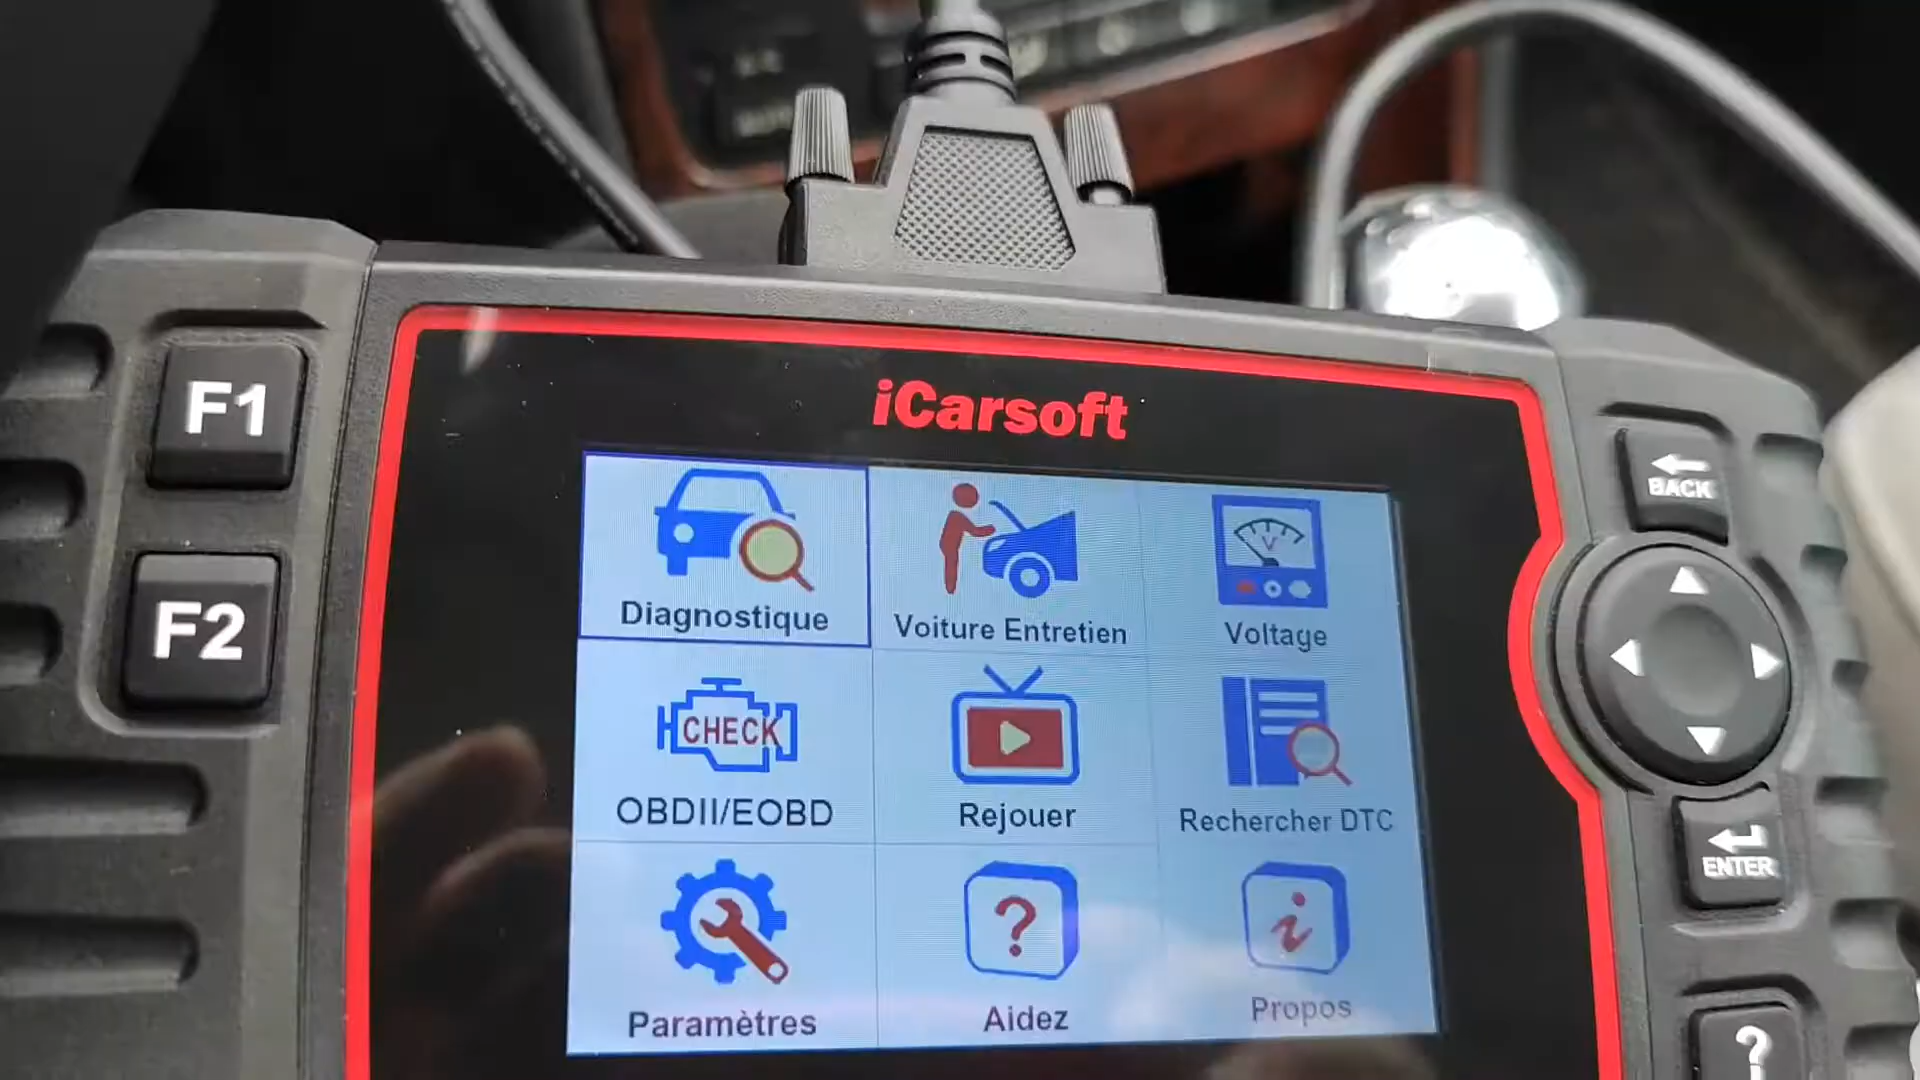 F1
F2
iCarsoft
Diagnostique
Voiture Entretien
V
Voltage
CHECK
OBDII/EOBD
Rejouer
Rechercher DTC
Paramètres
?
Aidez
i
Propos
BACK
ENTER
?